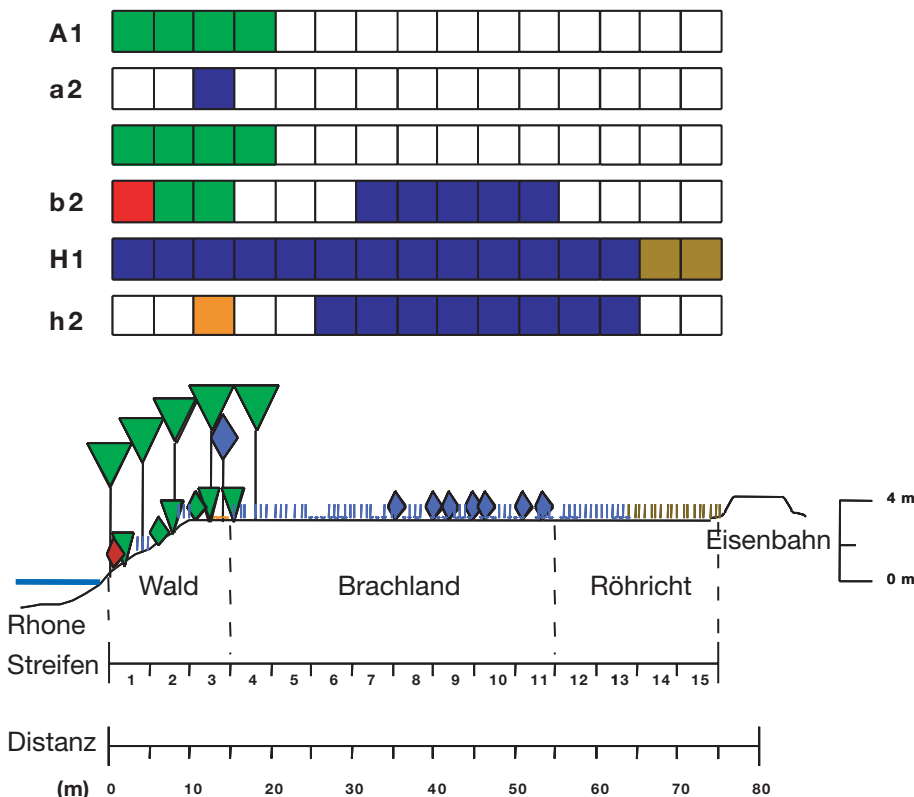 A1
a2
b2
H1
h2
4 m
Eisenbahn
Wald Brachland Röhricht
0 m
Rhone
Streifen
1 2 3 4 5 6 7 8 9 10 11 12 13 14 15
Distanz
(m) 0 10 20 30 40 50 60 70 80